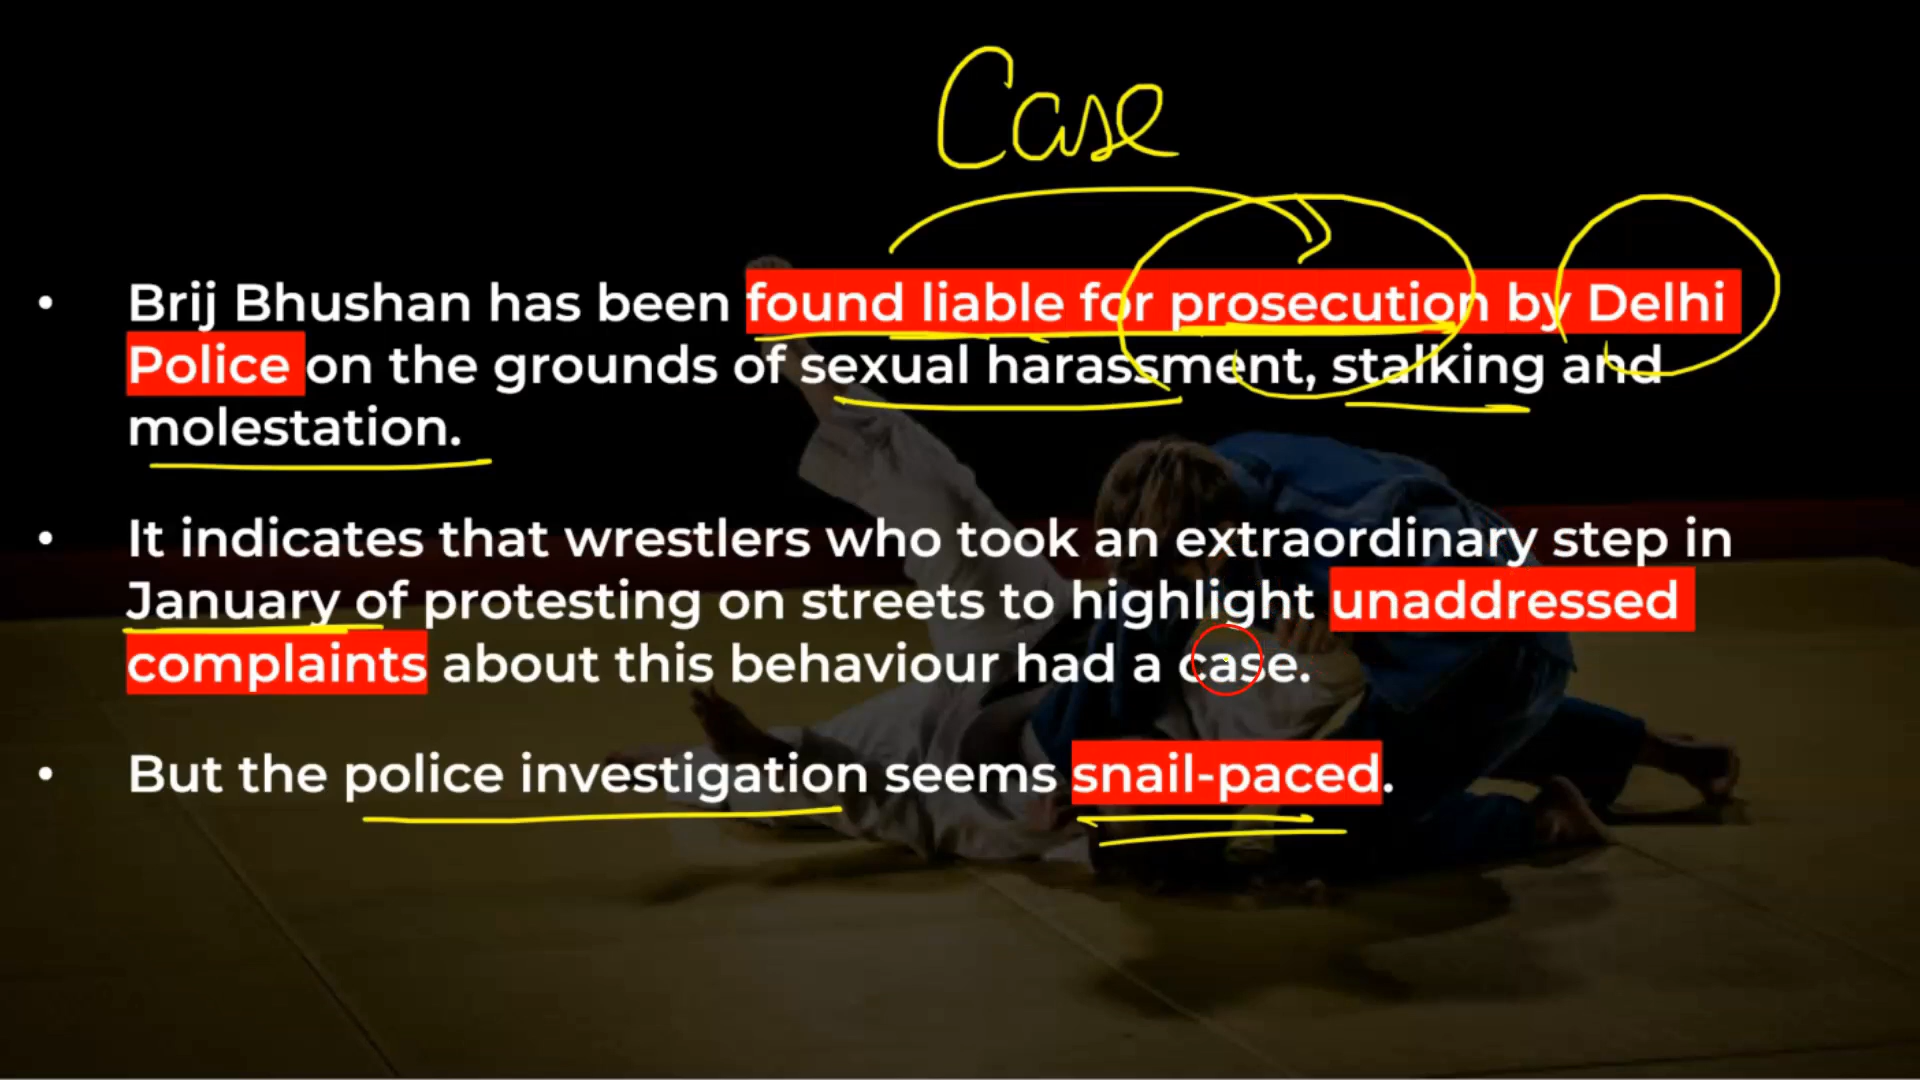 Case
• Brij Bhushan has been found liable for prosecution by Delhi
Police on the grounds of sexual harassment, stalking and
molestation.
• It indicates that wrestlers who took an extraordinary step in
January of protesting on streets to highlight unaddressed
complaints about this behaviour had a case.
• But the police investigation seems snail-paced.